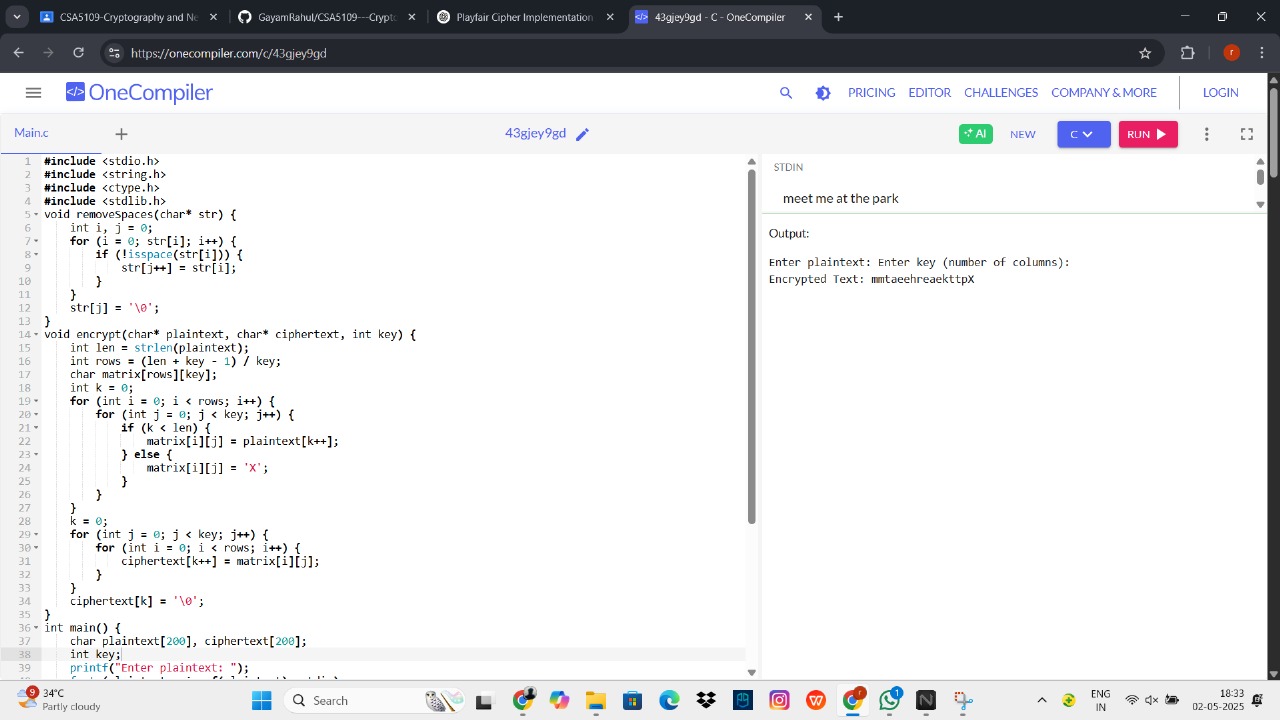 CSA5109-Cryptography and Ne
GayamRahul/CSA5109---Crypto
Playfair Cipher Implementation
43gjey9gd - C - OneCompiler
https://onecompiler.com/c/43gjey9gd
r
</> OneCompiler
PRICING
EDITOR
CHALLENGES
COMPANY & MORE
LOGIN
Main.c
43gjey9gd
AI
NEW
C
RUN
1 #include <stdio.h>
2 #include <string.h>
3 #include <ctype.h>
4 #include <stdlib.h>
5 void removeSpaces(char* str) {
6 int i, j = 0;
7 for (i = 0; str[i]; i++) {
8 if (!isspace(str[i])) {
9 str[j++] = str[i];
10 }
11 }
12 str[j] = '\0';
13 }
14 void encrypt(char* plaintext, char* ciphertext, int key) {
15 int len = strlen(plaintext);
16 int rows = (len + key - 1) / key;
17 char matrix[rows][key];
18 int k = 0;
19 for (int i = 0; i < rows; i++) {
20 for (int j = 0; j < key; j++) {
21 if (k < len) {
22 matrix[i][j] = plaintext[k++];
23 } else {
24 matrix[i][j] = 'X';
25 }
26 }
27 }
28 k = 0;
29 for (int j = 0; j < key; j++) {
30 for (int i = 0; i < rows; i++) {
31 ciphertext[k++] = matrix[i][j];
32 }
33 }
34 ciphertext[k] = '\0';
35 }
36 int main() {
37 char plaintext[200], ciphertext[200];
38 int key;
39 printf("Enter plaintext: ");
STDIN
meet me at the park
Output:
Enter plaintext: Enter key (number of columns):
Encrypted Text: mmtaeehreaekttpX
9
34°C
Partly cloudy
Search
r
1
ENG
IN
18:33
02-05-2025